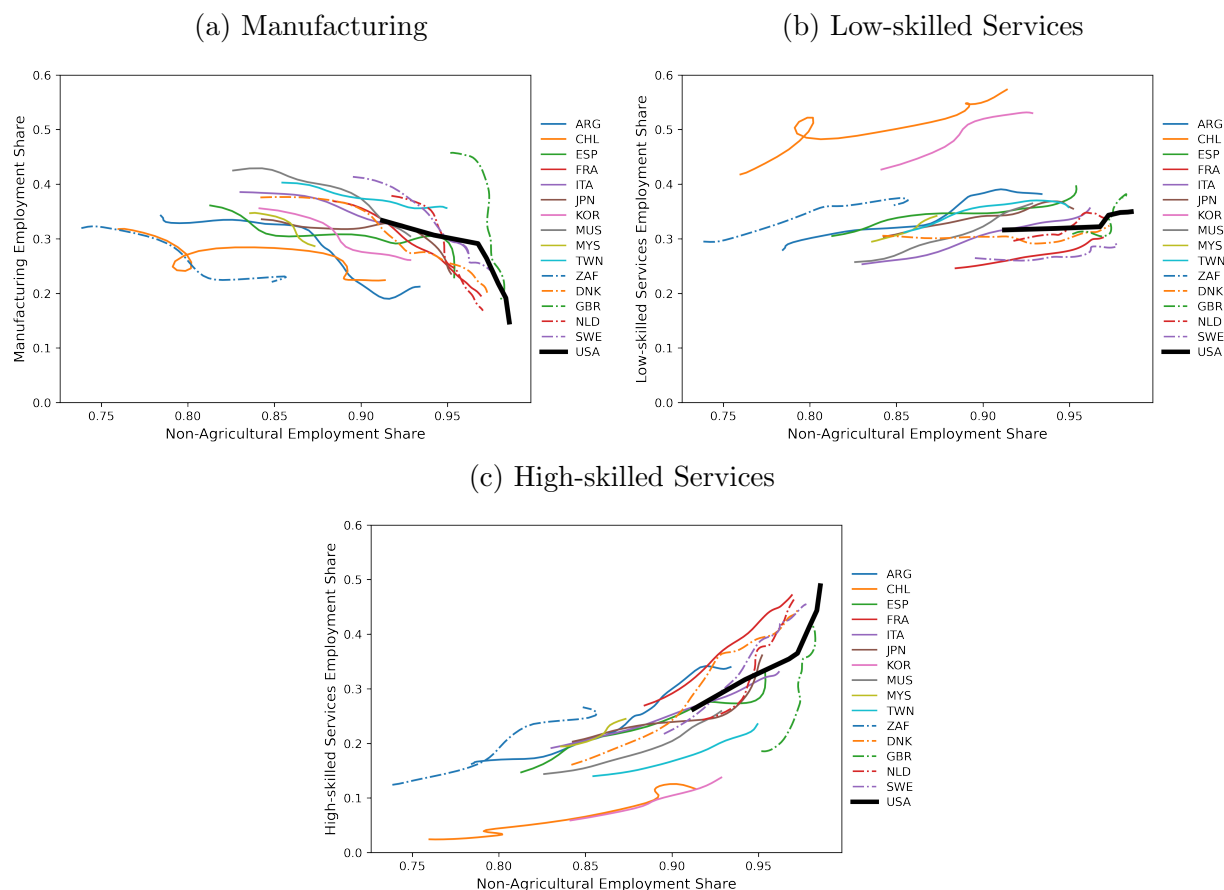 (a) Manufacturing
(b) Low-skilled Services
0.6
0.5
0.4
0.3
0.2
0.1
0.0
Manufacturing Employment Share
0.75
0.80
0.85
0.90
0.95
Non-Agricultural Employment Share
ARG
CHL
ESP
FRA
ITA
JPN
KOR
MUS
MYS
TWN
ZAF
DNK
GBR
NLD
SWE
USA
0.6
0.5
0.4
0.3
0.2
0.1
0.0
Low-skilled Services Employment Share
0.75
0.80
0.85
0.90
0.95
Non-Agricultural Employment Share
ARG
CHL
ESP
FRA
ITA
JPN
KOR
MUS
MYS
TWN
ZAF
DNK
GBR
NLD
SWE
USA
(c) High-skilled Services
0.6
0.5
0.4
0.3
0.2
0.1
0.0
High-skilled Services Employment Share
0.75
0.80
0.85
0.90
0.95
Non-Agricultural Employment Share
ARG
CHL
ESP
FRA
ITA
JPN
KOR
MUS
MYS
TWN
ZAF
DNK
GBR
NLD
SWE
USA